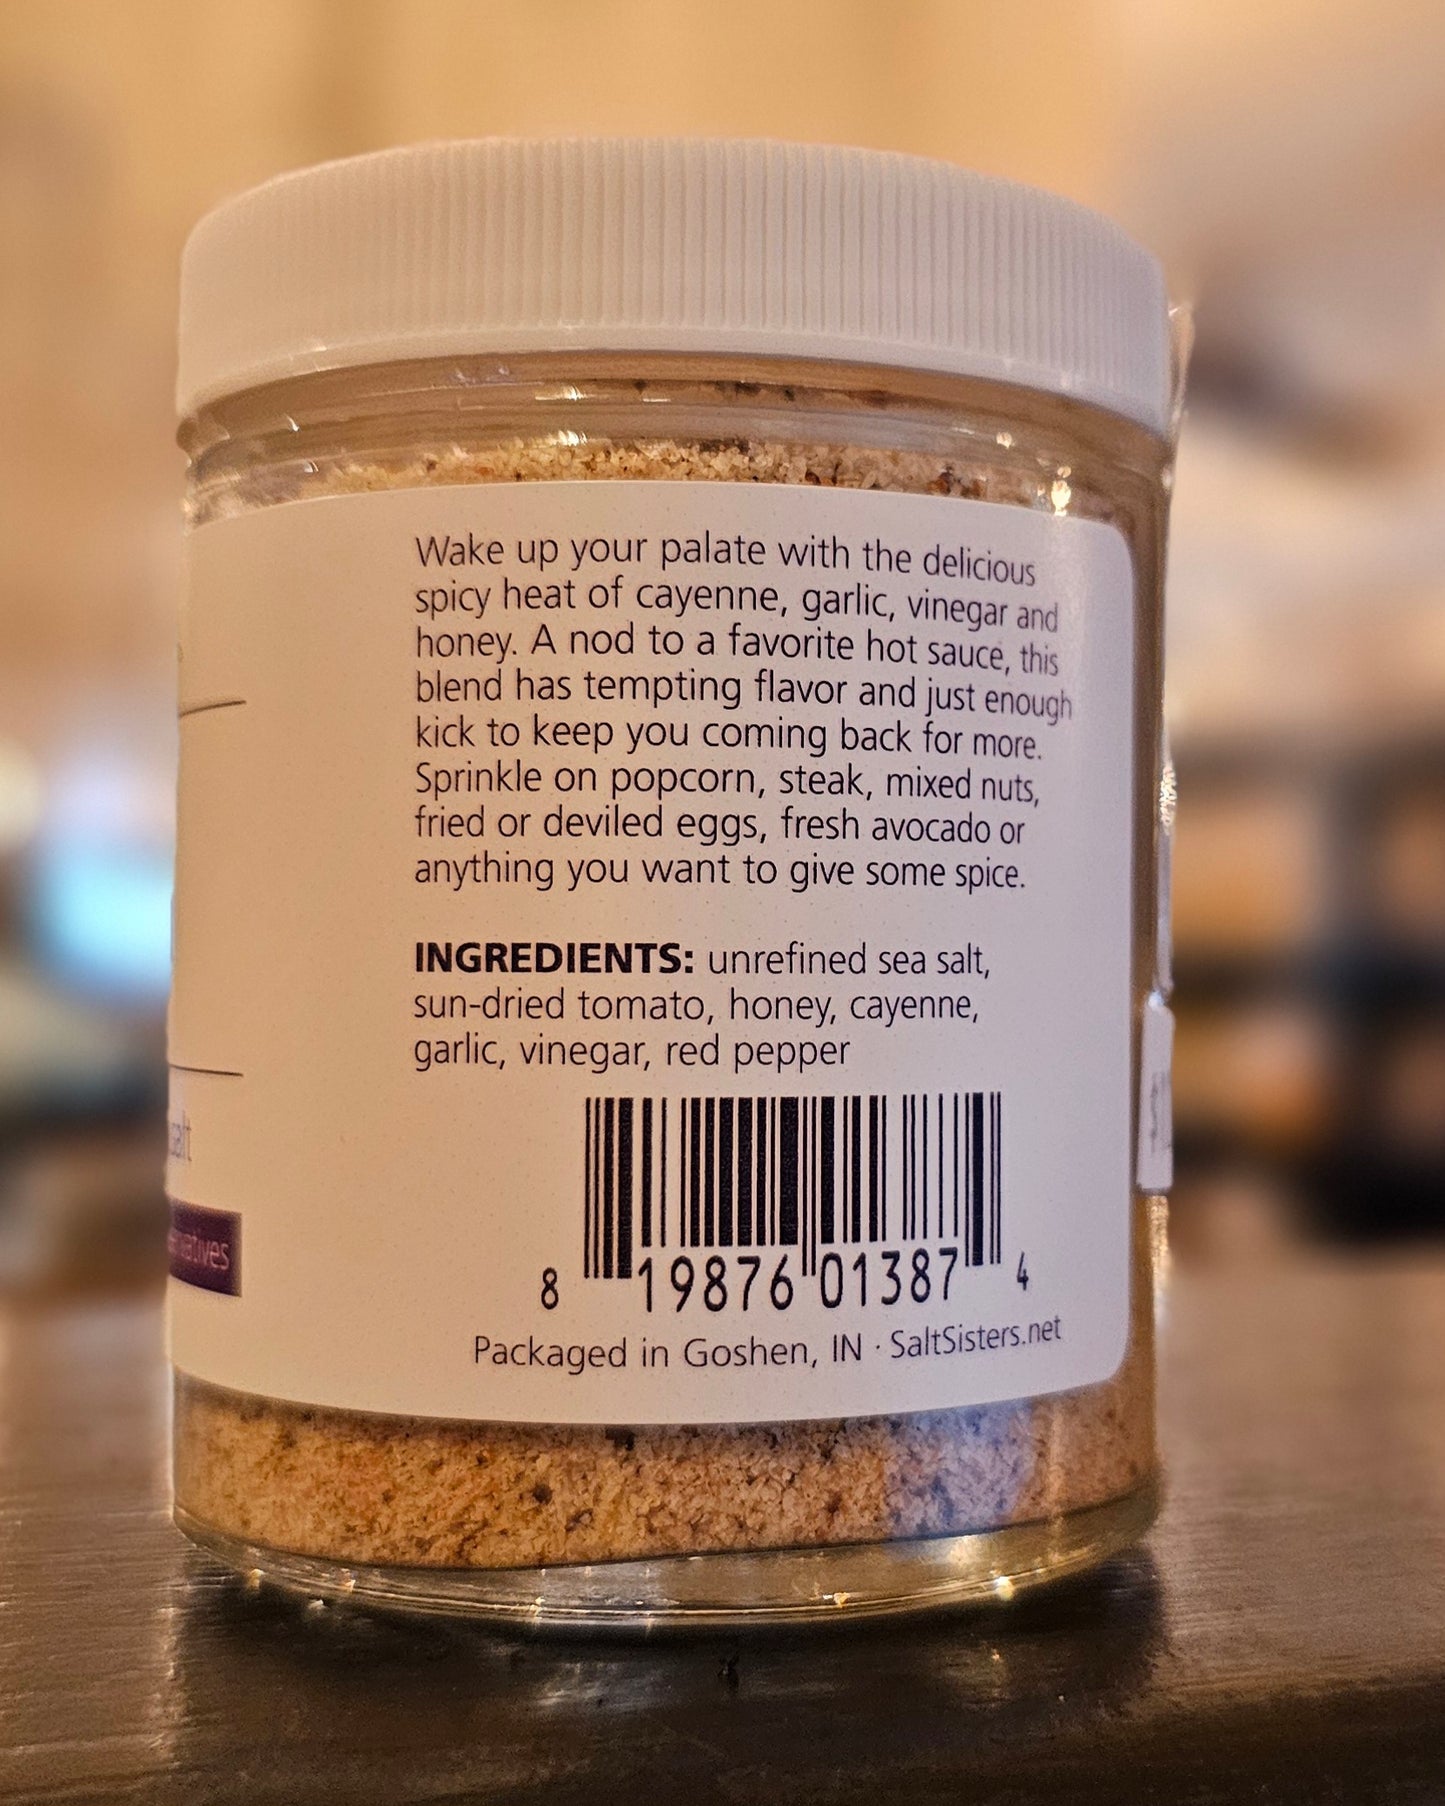 Wake up your palate with the delicious
spicy heat of cayenne, garlic, vinegar and
honey. A nod to a favorite hot sauce, this
blend has tempting flavor and just enough
kick to keep you coming back for more.
Sprinkle on popcorn, steak, mixed nuts,
fried or deviled eggs, fresh avocado or
anything you want to give some spice.
INGREDIENTS: unrefined sea salt,
sun-dried tomato, honey, cayenne,
garlic, vinegar, red pepper
8 19876 01387 4
Packaged in Goshen, IN · SaltSisters.net